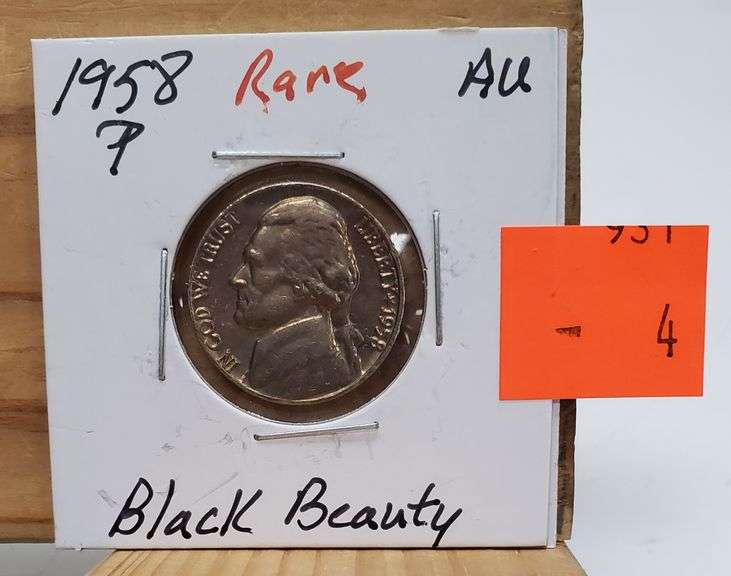 1958 Rare AU
P
IN GOD WE TRUST
LIBERTY 1958
Black Beauty
- 4